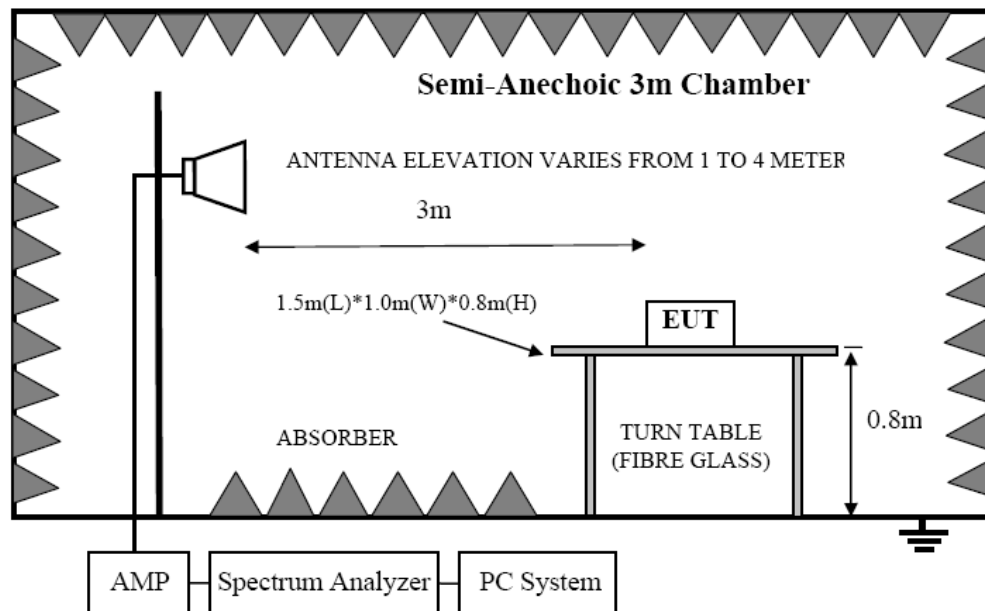 Semi-Anechoic 3m Chamber
ANTENNA ELEVATION VARIES FROM 1 TO 4 METER
3m
1.5m(L)*1.0m(W)*0.8m(H)
EUT
0.8m
ABSORBER
TURN TABLE
(FIBRE GLASS)
AMP
Spectrum Analyzer
PC System